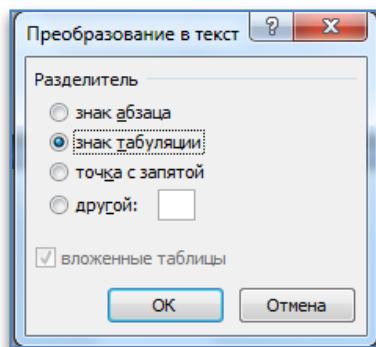 Преобразование в текст
Разделитель
знак абзаца
знак табуляции
точка с запятой
другой:
вложенные таблицы
ОК
Отмена